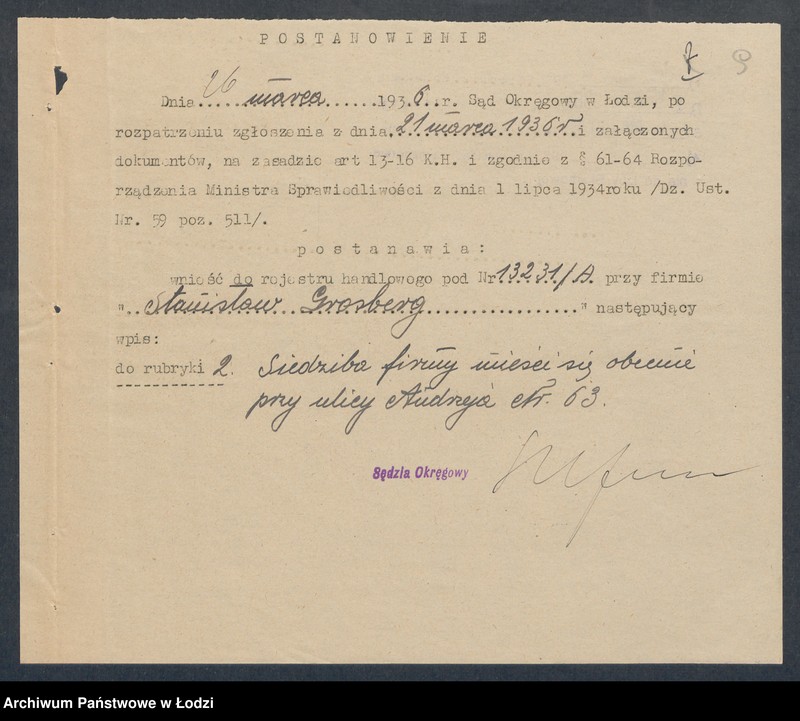 POSTANOWIENIE
Dnia..26..marca......1936..r. Sąd Okręgowy w Łodzi, po
rozpatrzeniu zgłoszenia z dnia.21 marca 1936 r. i załączonych
dokumentów, na zasadzie art 13-16 K.H. i zgodnie z § 61-64 Rozpo-
rządzenia Ministra Sprawiedliwości z dnia 1 lipca 1934roku /Dz. Ust.
Nr. 59 poz. 511/.
postanawia:
wnieść do rejestru handlowego pod Nr 13231/A. przy firmie
"..Stanisław..Grosberg.................." następujący
wpis:
do rubryki 2. Siedziba firmy mieści się obecnie
przy ulicy Andrzeja Nr. 63.
Sędzia Okręgowy
Archiwum Państwowe w Łodzi